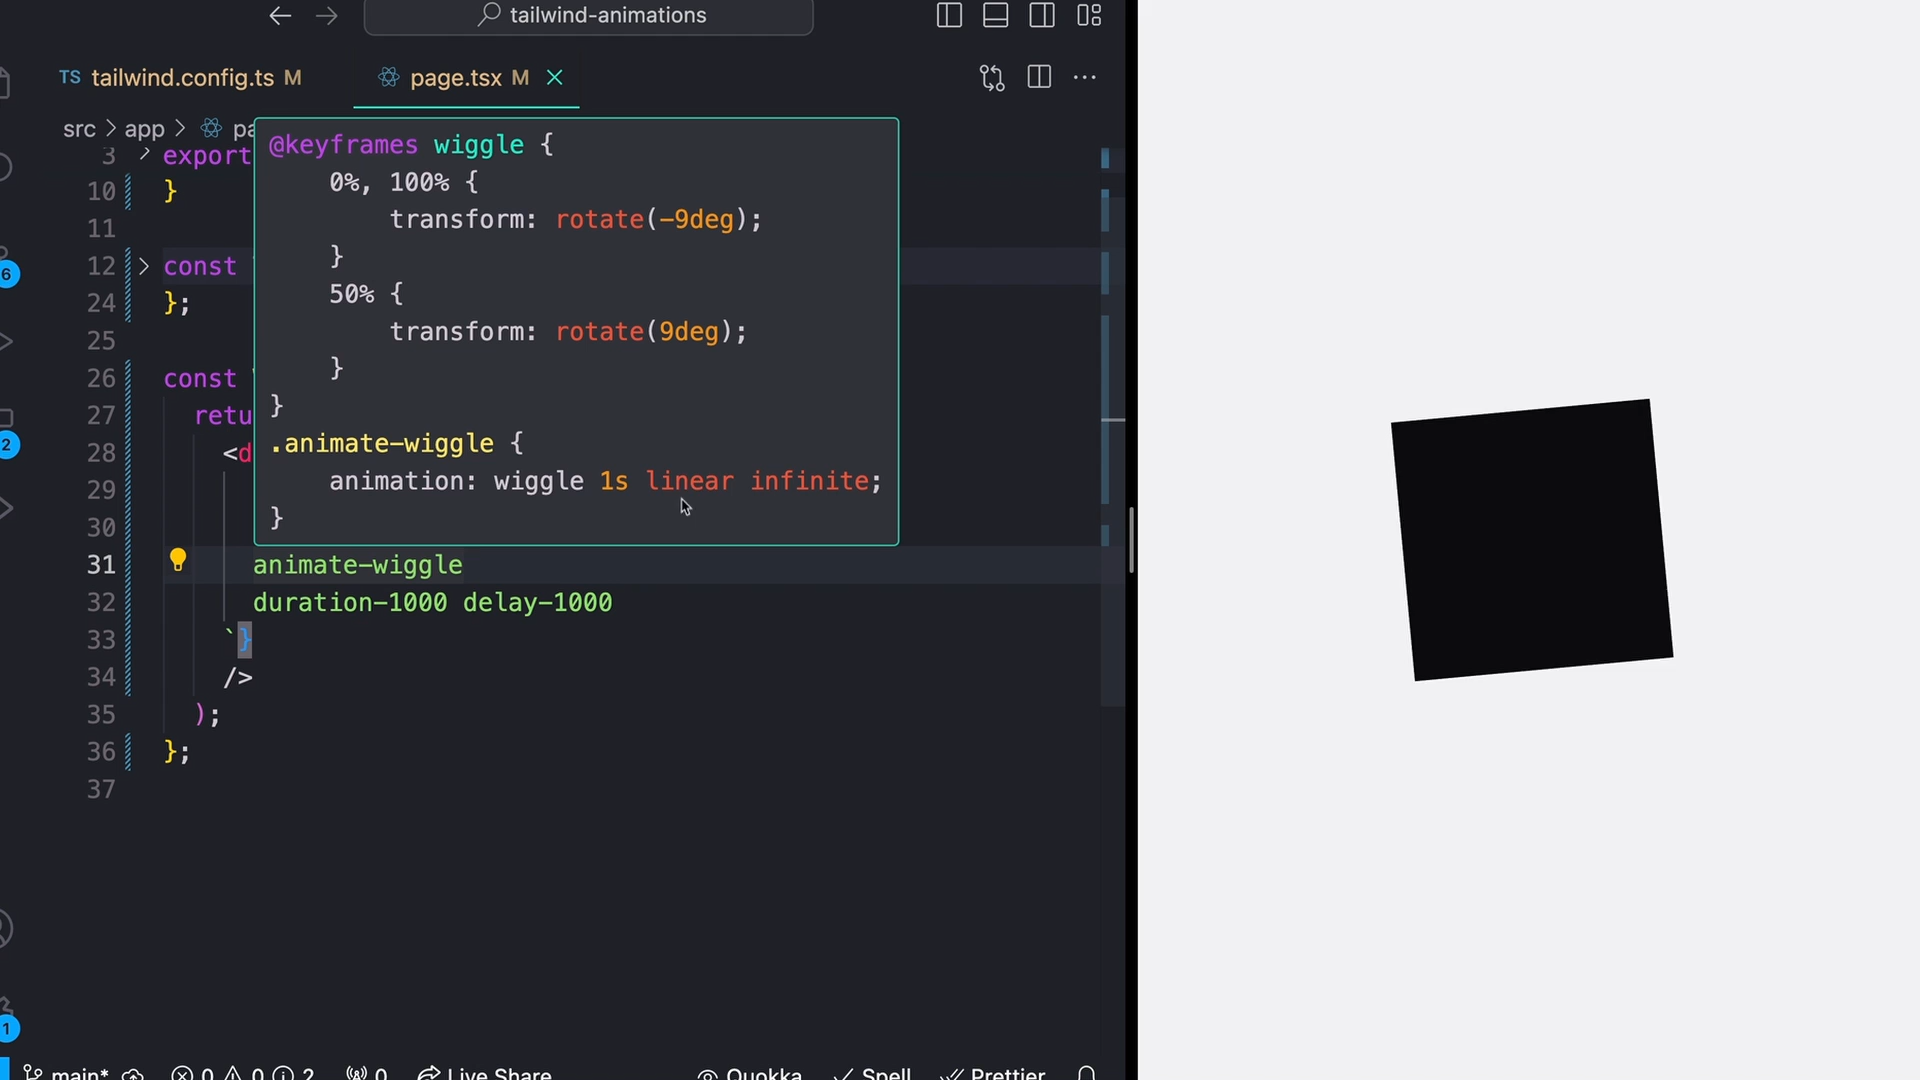 tailwind-animations
TS tailwind.config.ts M
page.tsx M
src > app > pa
3 > export
10 }
11
12 > const
24 };
25
26 const
27 retu
28 <d
29
30
31 animate-wiggle
32 duration-1000 delay-1000
33 `}
34 />
35 );
36 };
37
@keyframes wiggle {
0%, 100% {
transform: rotate(-9deg);
}
50% {
transform: rotate(9deg);
}
}
.animate-wiggle {
animation: wiggle 1s linear infinite;
}
6
2
1
main* 0 0 2 0 Live Share Quokka Spell Prettier